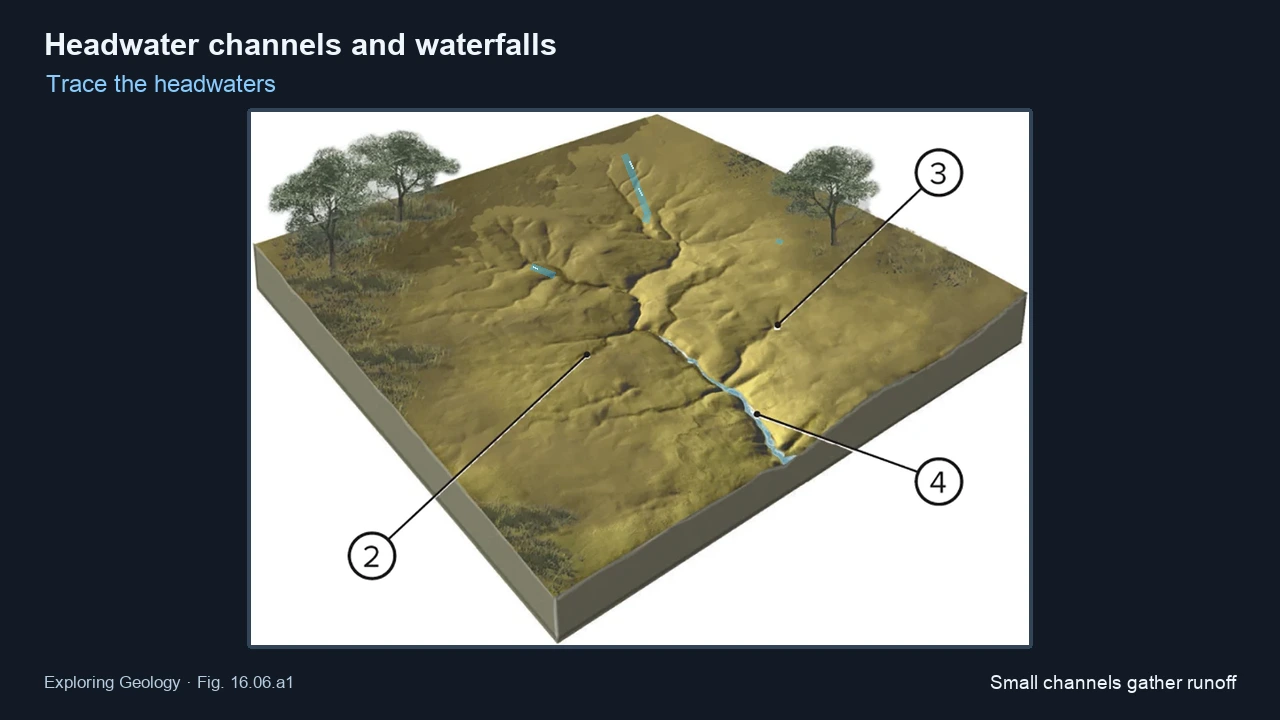 Headwater channels and waterfalls
Trace the headwaters
3
4
2
Exploring Geology · Fig. 16.06.a1
Small channels gather runoff